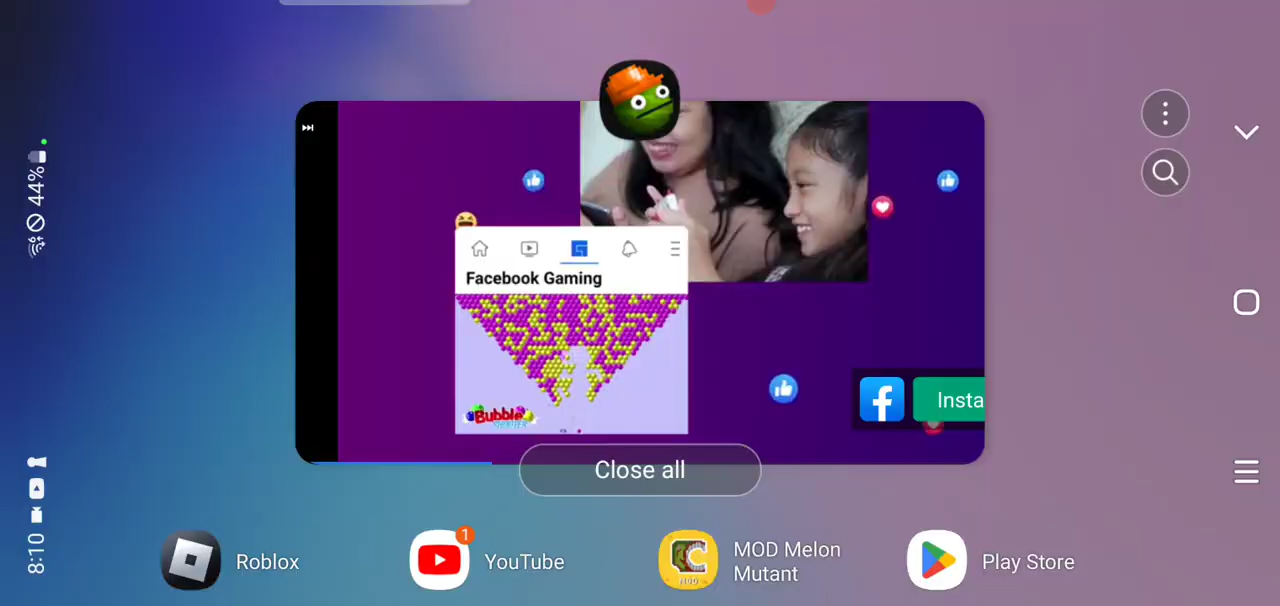 44%
8:10
Facebook Gaming
Bubble
Insta
Close all
Roblox
1
YouTube
MOD Melon
Mutant
Play Store